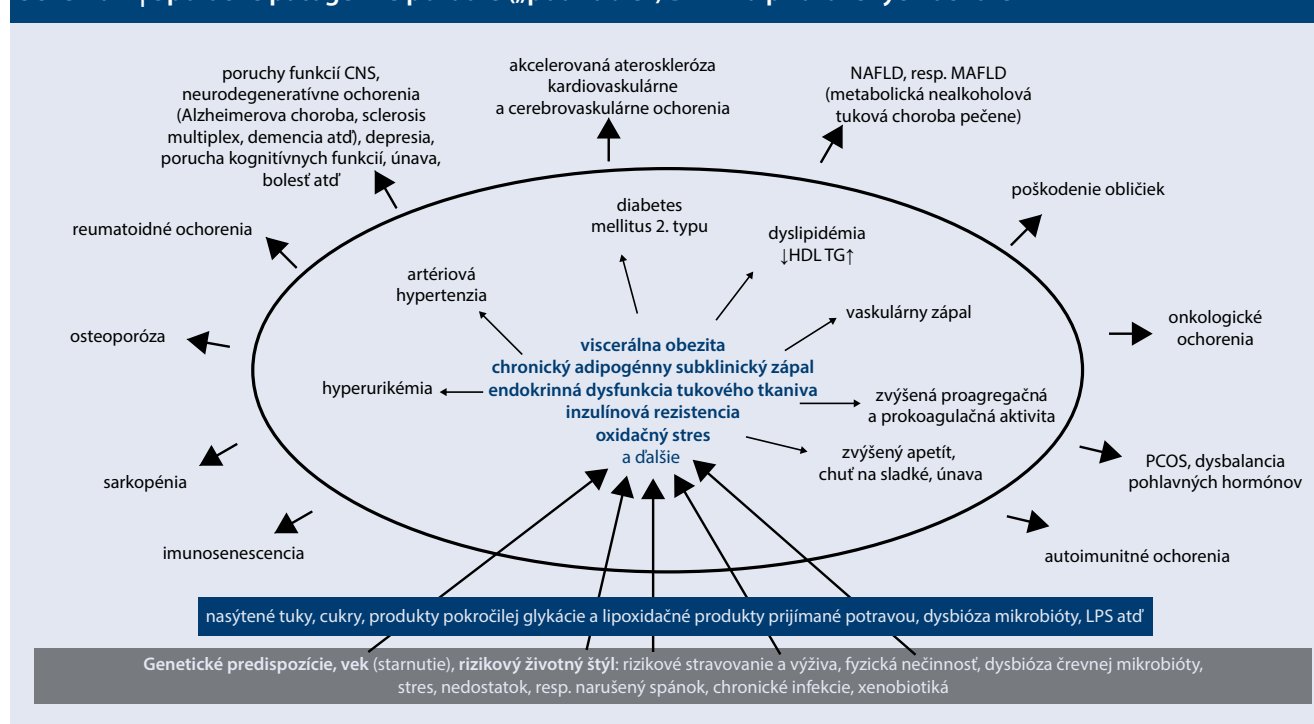 poruchy funkcií CNS,
neurodegeneratívne ochorenia
(Alzheimerova choroba, sclerosis
multiplex, demencia atď), depresia,
porucha kognitívnych funkcií, únava,
bolesť atď
akcelerovaná ateroskleróza
kardiovaskulárne
a cerebrovaskulárne ochorenia
NAFLD, resp. MAFLD
(metabolická nealkoholová
tuková choroba pečene)
poškodenie obličiek
reumatoidné ochorenia
diabetes
mellitus 2. typu
dyslipidémia
↓HDL TG↑
artériová
hypertenzia
vaskulárny zápal
onkologické
ochorenia
osteoporóza
viscerálna obezita
chronický adipogénny subklinický zápal
endokrinná dysfunkcia tukového tkaniva
inzulínová rezistencia
oxidačný stres
a ďalšie
hyperurikémia
zvýšená proagregačná
a prokoagulačná aktivita
zvýšený apetít,
chuť na sladké, únava
PCOS, dysbalancia
pohlavných hormónov
sarkopénia
imunosenescencia
autoimunitné ochorenia
nasýtené tuky, cukry, produkty pokročilej glykácie a lipoxidačné produkty prijímané potravou, dysbióza mikrobióty, LPS atď
Genetické predispozície, vek (starnutie), rizikový životný štýl: rizikové stravovanie a výživa, fyzická nečinnosť, dysbióza črevnej mikrobióty,
stres, nedostatok, resp. narušený spánok, chronické infekcie, xenobiotiká